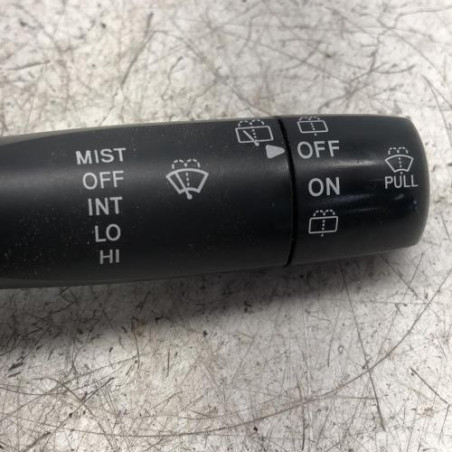 MIST
OFF
INT
LO
HI
OFF
ON
PULL